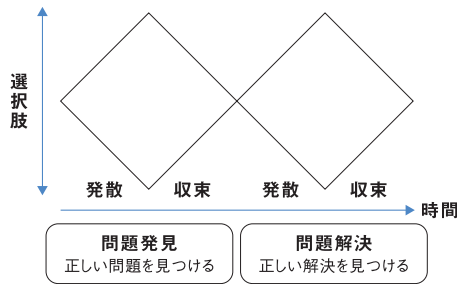 選択肢
発散
収束
発散
収束
時間
問題発見
正しい問題を見つける
問題解決
正しい解決を見つける